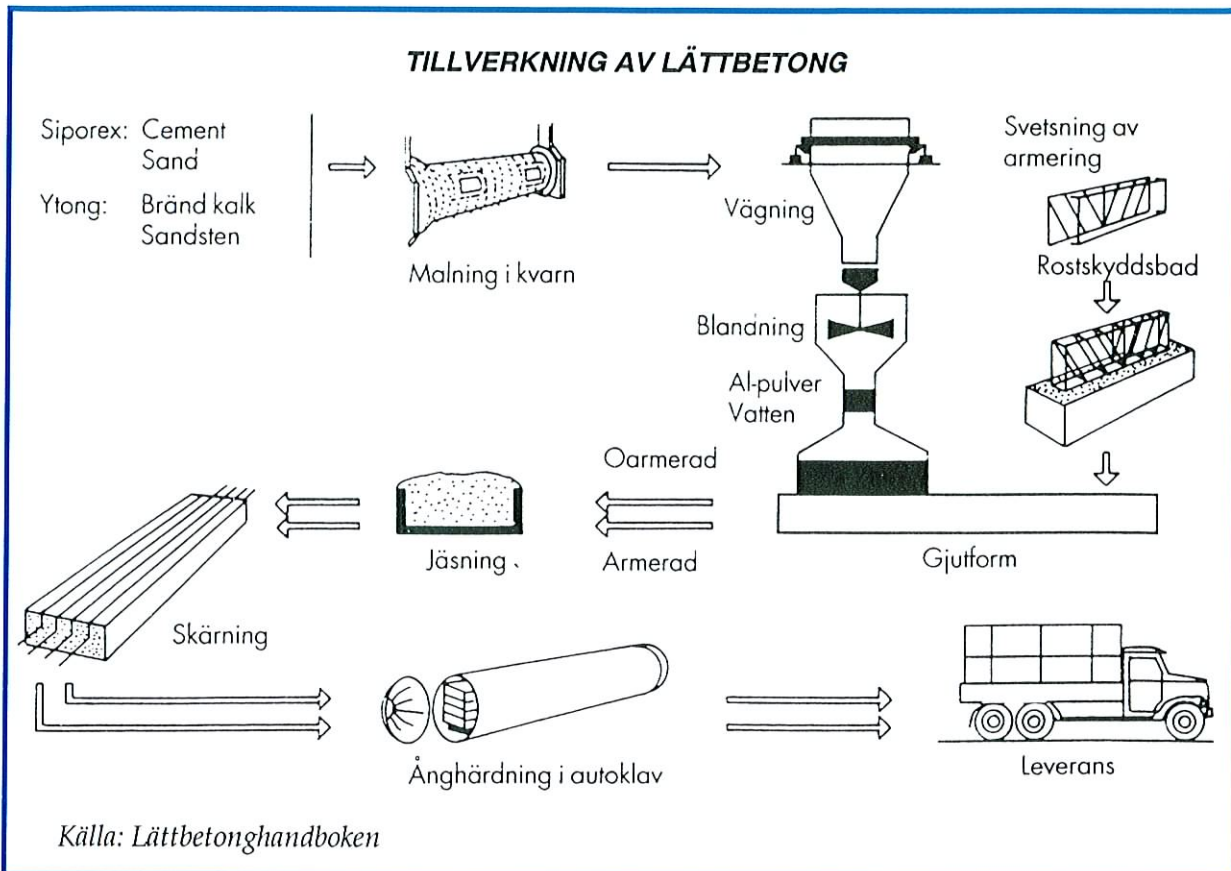 TILLVERKNING AV LÄTTBETONG
Siporex: Cement
Sand
Ytong: Bränd kalk
Sandsten
Malning i kvarn
Vägning
Blandning
Al-pulver
Vatten
Svetsning av
armering
Rostskyddsbad
Gjutform
Oarmerad
Armerad
Jäsning
Skärning
Ånghärdning i autoklav
Leverans
Källa: Lättbetonghandboken